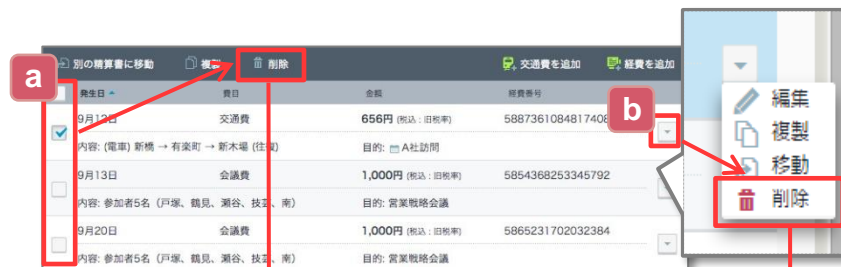 別の精算書に移動 複製 削除 交通費を追加 経費を追加
a
発生日 費目 金額 経費番号
9月12日 交通費 656円 (税込 : 旧税率) 5887361084817408
内容: (電車) 新橋 → 有楽町 → 新木場 (往復) 目的: A社訪問
9月13日 会議費 1,000円 (税込 : 旧税率) 5854368253345792
内容: 参加者5名 (戸塚、鶴見、瀬谷、技芸、南) 目的: 営業戦略会議
9月20日 会議費 1,000円 (税込 : 旧税率) 5865231702032384
内容: 参加者5名 (戸塚、鶴見、瀬谷、技芸、南) 目的: 営業戦略会議
b
編集
複製
移動
削除